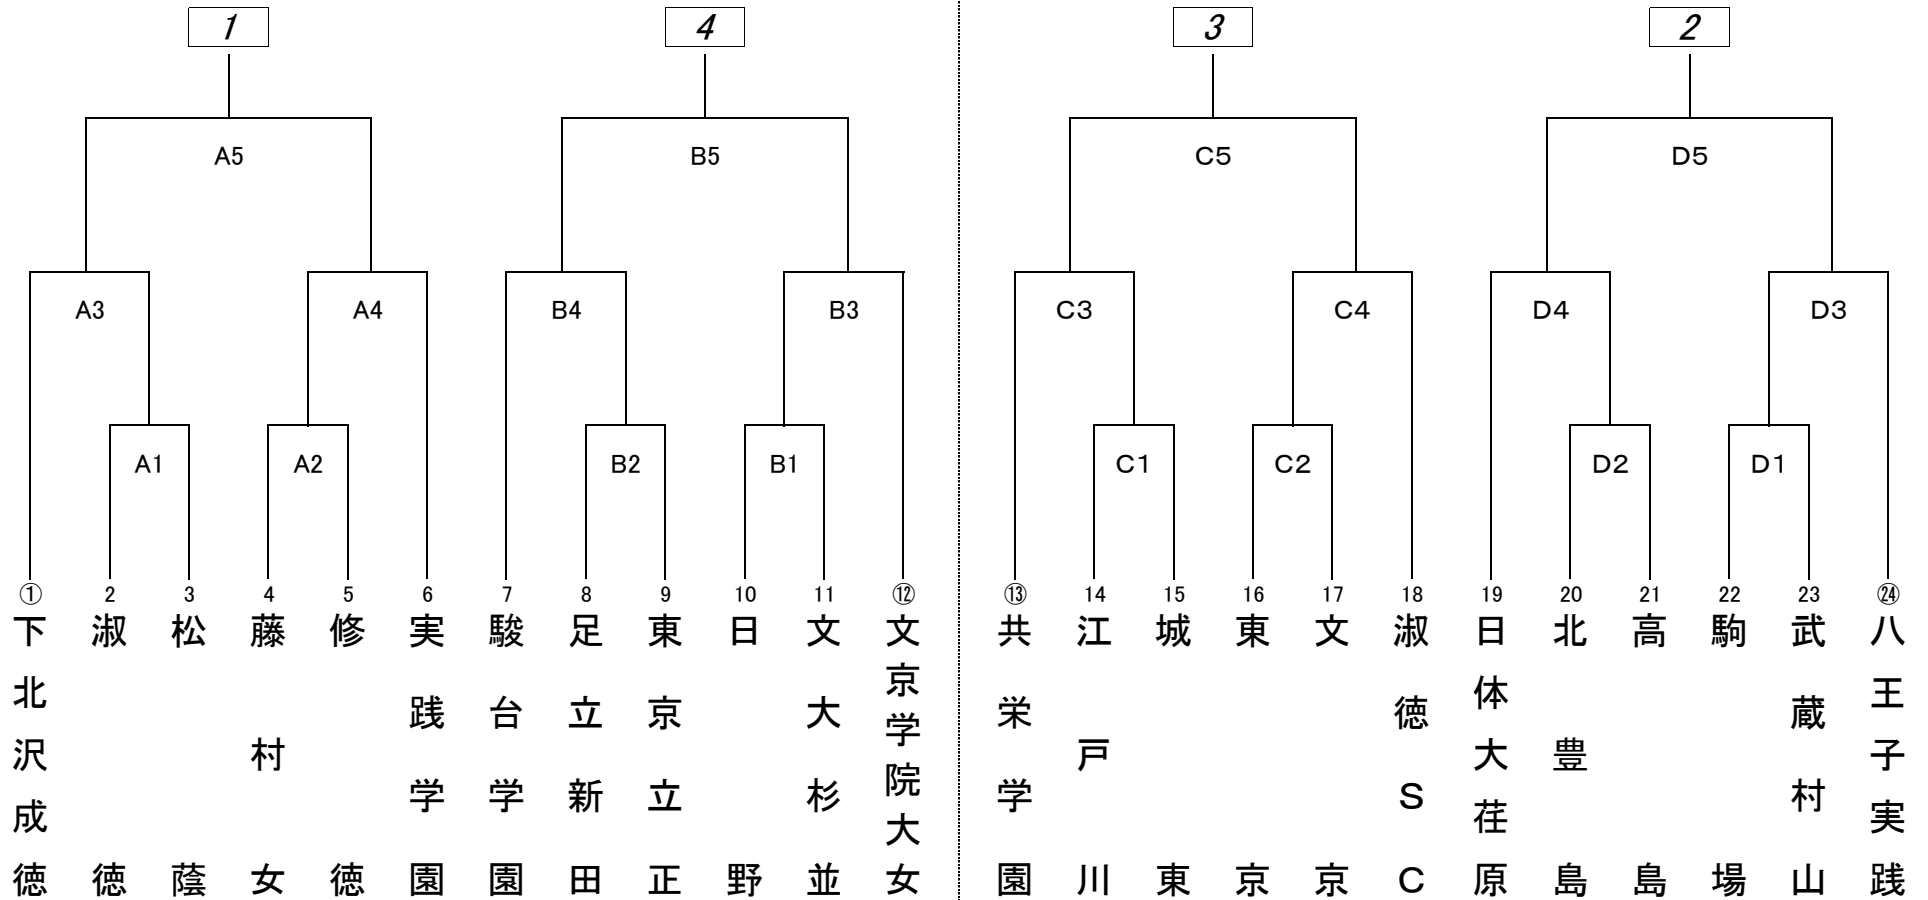 1 4 3 2
A5 B5 C5 D5
A3 A4 B4 B3 C3 C4 D4 D3
A1 A2 B2 B1 C1 C2 D2 D1
① 2 3 4 5 6 7 8 9 10 11 ⑫ ⑬ 14 15 16 17 18 19 20 21 22 23 ㉔
下北沢成徳
淑徳
松蔭
藤村女
修徳
実践学園
駿台学園
足立新田
東京立正
日野
文大杉並
文京学院大女
共栄学園
江戸川
城東
東京
文京
淑徳SC
日体大荏原
北豊島
高島
駒場
武蔵村山
八王子実践